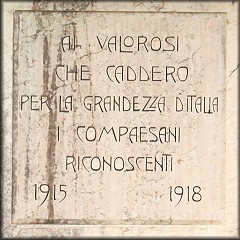 AI VALOROSI
CHE CADDERO
PER LA GRANDEZZA D'ITALIA
I COMPAESANI
RICONOSCENTI
1915 1918